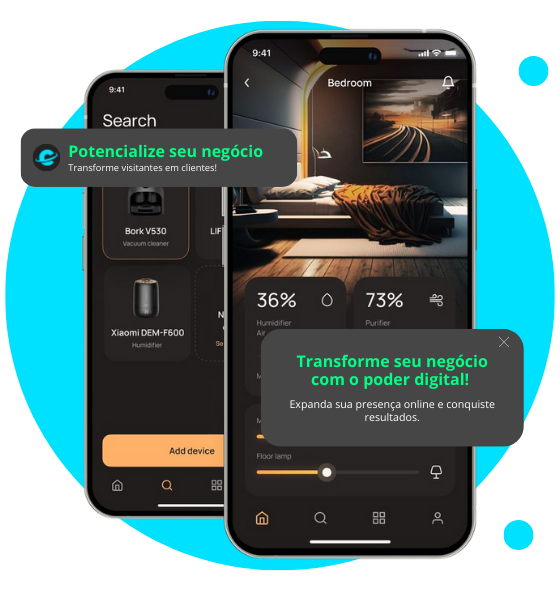 9:41
Search
Potencialize seu negócio
Transforme visitantes em clientes!
Bork V530
Vacuum cleaner
LIF
Xiaomi DEM-F600
Humidifier
N
Se
Add device
9:41
Bedroom
36%
Humidifier
Air
73%
Purifier
M
Transforme seu negócio
com o poder digital!
Expanda sua presença online e conquiste
resultados.
M
Floor lamp